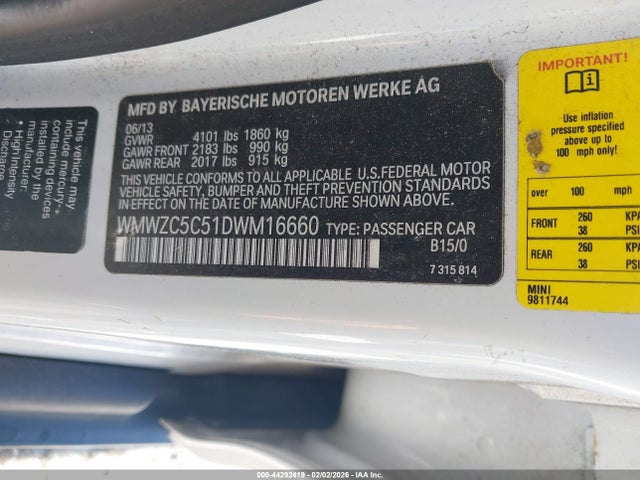 This vehicle may
include mercury-*
containing
installed devices
• High Intensity
Discharge
MFD BY BAYERISCHE MOTOREN WERKE AG
06/13
GVWR 4101 lbs 1860 kg
GAWR FRONT 2183 lbs 990 kg
GAWR REAR 2017 lbs 915 kg
THIS VEHICLE CONFORMS TO ALL APPLICABLE U.S.FEDERAL MOTOR
VEHICLE SAFETY, BUMPER AND THEFT PREVENTION STANDARDS
IN EFFECT ON THE DATE OF MANUFACTURE SHOWN ABOVE.
WMWZC5C51DWM16660 TYPE: PASSENGER CAR
B15/0
7 315 814
IMPORTANT!
Use inflation
pressure specified
above up to
100 mph only!
over 100 mph
FRONT 260 KPA
38 PSI
REAR 260 KPA
38 PSI
MINI
9811744
000-44292419 - 02/02/2026 - IAA, Inc.